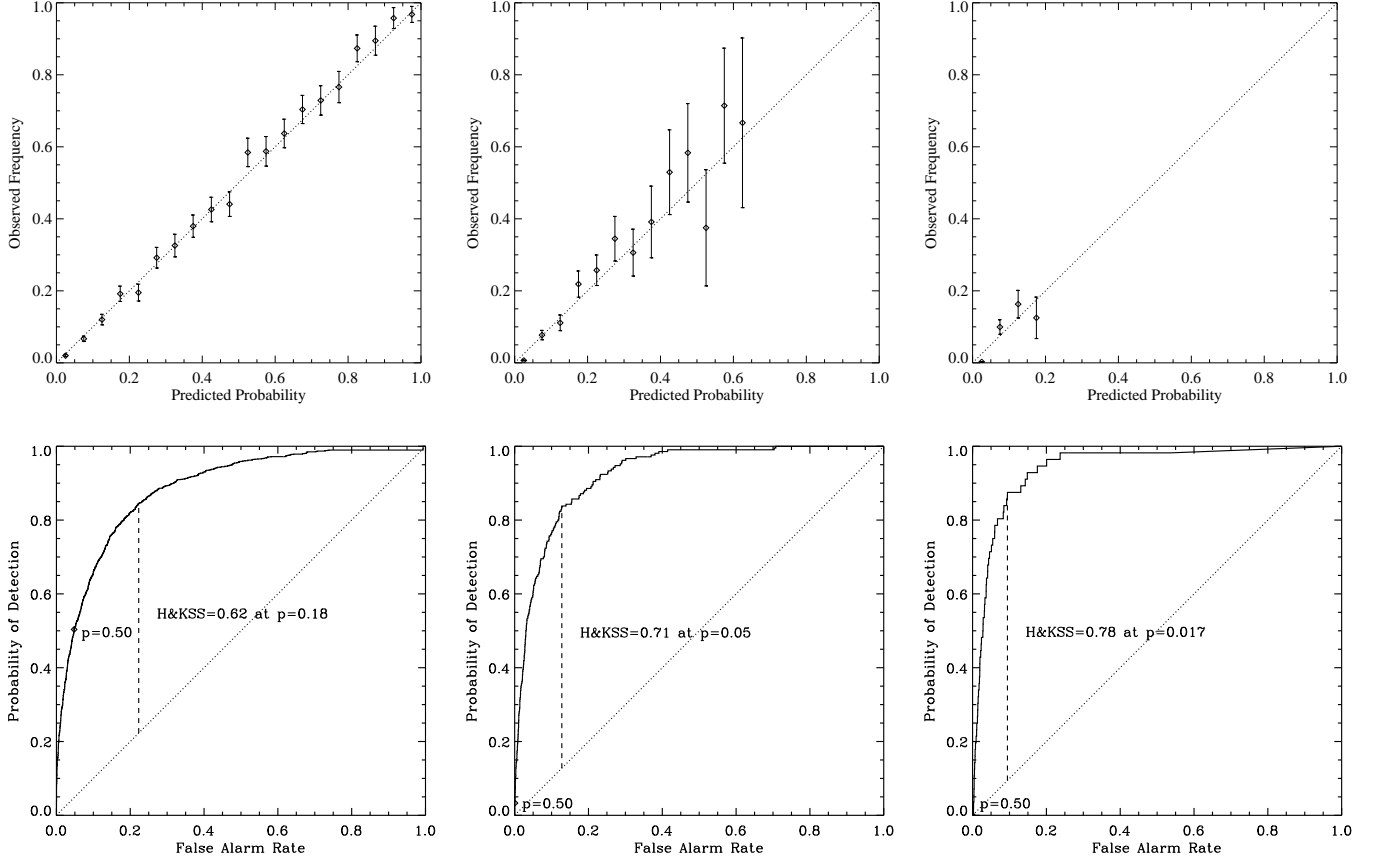 1.0
0.8
0.6
0.4
0.2
0.0
Observed Frequency
0.0 0.2 0.4 0.6 0.8 1.0
Predicted Probability
1.0
0.8
0.6
0.4
0.2
0.0
Observed Frequency
0.0 0.2 0.4 0.6 0.8 1.0
Predicted Probability
1.0
0.8
0.6
0.4
0.2
0.0
Observed Frequency
0.0 0.2 0.4 0.6 0.8 1.0
Predicted Probability
1.0
0.8
0.6
0.4
0.2
0.0
Probability of Detection
H&KSS=0.62 at p=0.18
p=0.50
0.0 0.2 0.4 0.6 0.8 1.0
False Alarm Rate
1.0
0.8
0.6
0.4
0.2
0.0
Probability of Detection
H&KSS=0.71 at p=0.05
p=0.50
0.0 0.2 0.4 0.6 0.8 1.0
False Alarm Rate
1.0
0.8
0.6
0.4
0.2
0.0
Probability of Detection
H&KSS=0.78 at p=0.017
p=0.50
0.0 0.2 0.4 0.6 0.8 1.0
False Alarm Rate